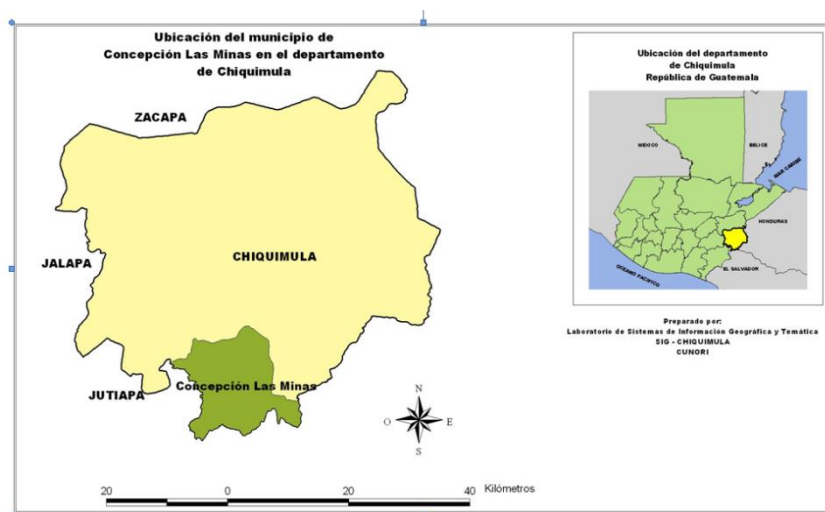 Ubicación del municipio de
Concepción Las Minas en el departamento
de Chiquimula
ZACAPA
JALAPA
CHIQUIMULA
JUTIAPA
Concepción Las Minas
N
O
E
S
20
0
20
40
Kilómetros
Ubicación del departamento
de Chiquimula
República de Guatemala
MEXICO
BELICE
MAR CARIBE
HONDURAS
EL SALVADOR
OCEANO PACIFICO
Preparado por:
Laboratorio de Sistemas de Información Geográfica y Temática
SIG - CHIQUIMULA
CUNORI